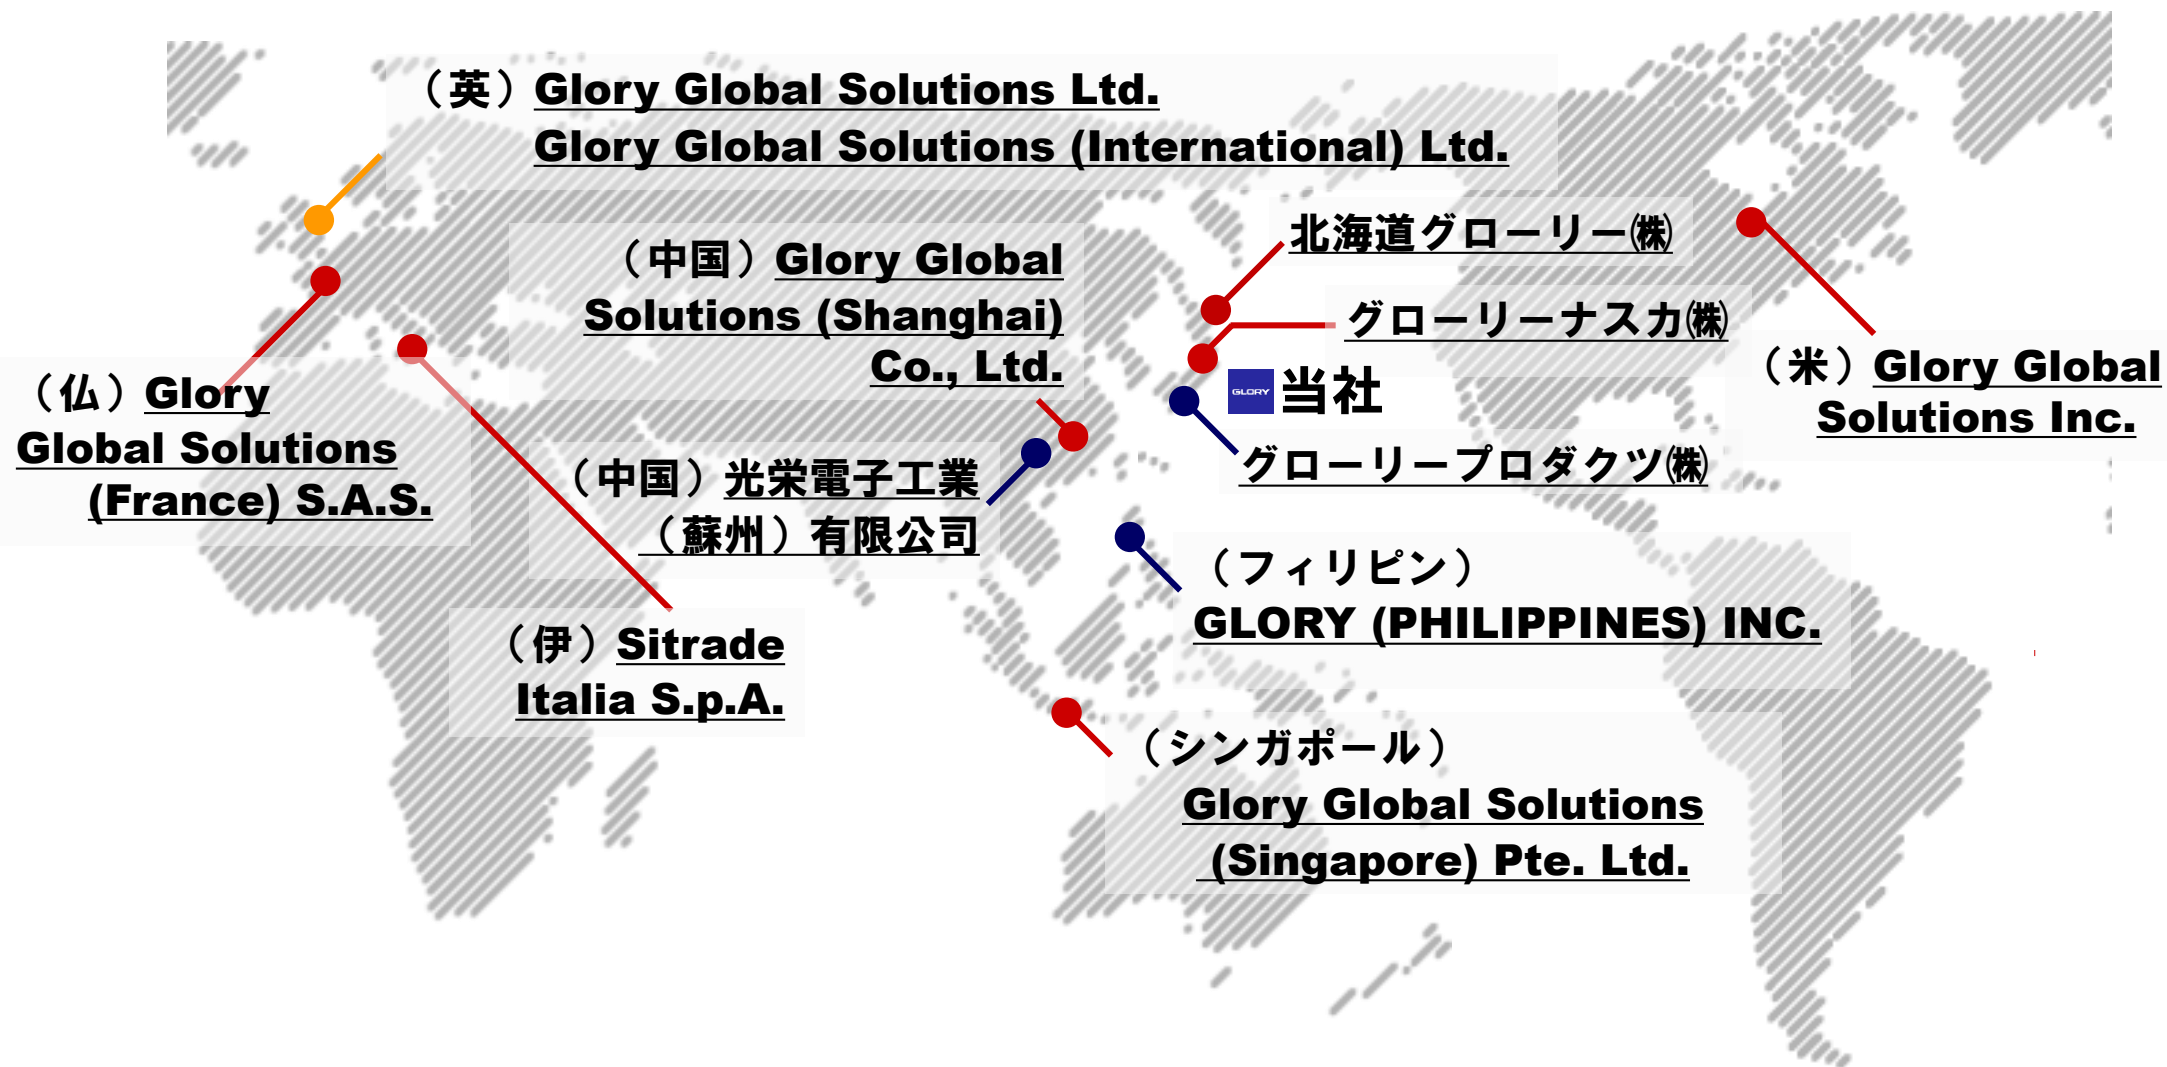 （英）Glory Global Solutions Ltd.
Glory Global Solutions (International) Ltd.
北海道グローリー㈱
（中国）Glory Global
Solutions (Shanghai)
Co., Ltd.
グローリーナスカ㈱
（米）Glory Global
Solutions Inc.
GLORY 当社
（仏）Glory
Global Solutions
(France) S.A.S.
グローリープロダクツ㈱
（中国）光栄電子工業
（蘇州）有限公司
（フィリピン）
GLORY (PHILIPPINES) INC.
（伊）Sitrade
Italia S.p.A.
（シンガポール）
Glory Global Solutions
(Singapore) Pte. Ltd.